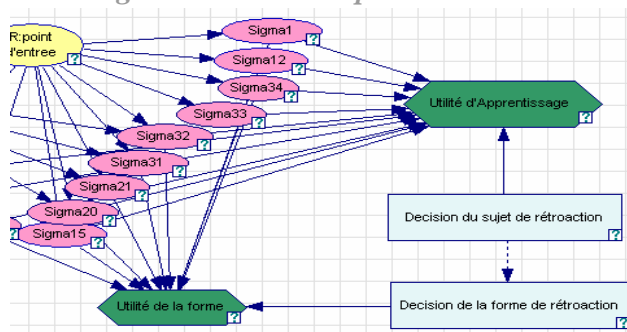 R:point
d'entree
?
Sigma1
?
Sigma12
?
Sigma34
?
Sigma33
?
Utilité d'Apprentissage
?
Sigma32
?
Sigma31
?
Sigma21
?
Sigma20
?
Sigma15
?
?
Decision du sujet de rétroaction
?
Utilité de la forme
?
Decision de la forme de rétroaction
?